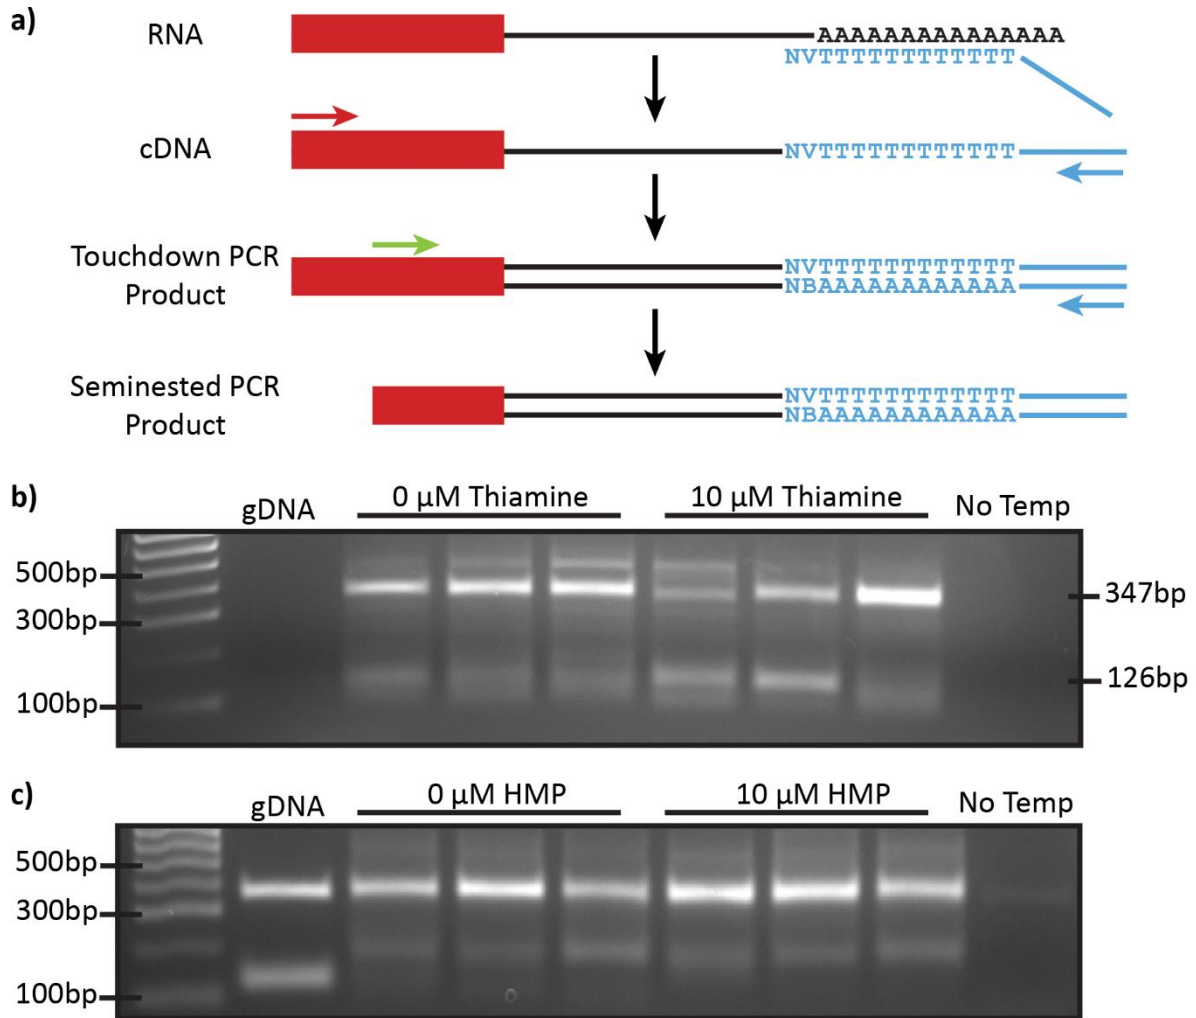 a)
RNA
AAAAAAAAAAAAAAA
NVTTTTTTTTTTTT
cDNA
NVTTTTTTTTTTTT
Touchdown PCR
Product
NVTTTTTTTTTTTT
NBAAAAAAAAAAAA
Seminested PCR
Product
NVTTTTTTTTTTTT
NBAAAAAAAAAAAA
b)
gDNA
0 µM Thiamine
10 µM Thiamine
No Temp
500bp
300bp
100bp
347bp
126bp
c)
gDNA
0 µM HMP
10 µM HMP
No Temp
500bp
300bp
100bp